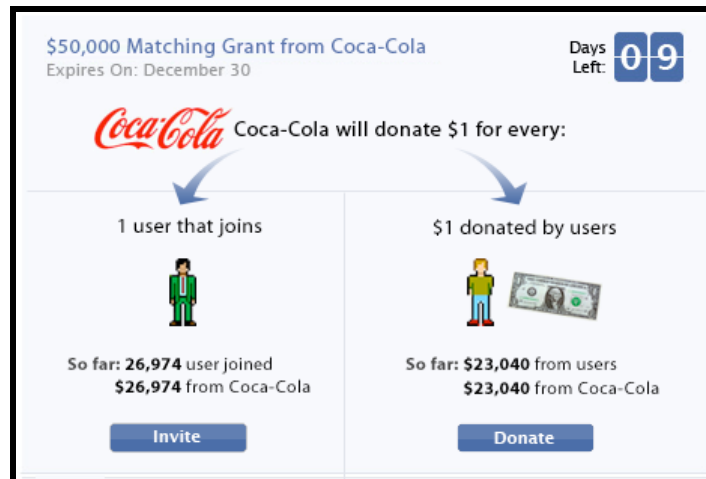 $50,000 Matching Grant from Coca-Cola
Expires On: December 30
Days
Left:
09
Coca-Cola Coca-Cola will donate $1 for every:
1 user that joins
$1 donated by users
So far: 26,974 user joined
$26,974 from Coca-Cola
Invite
So far: $23,040 from users
$23,040 from Coca-Cola
Donate